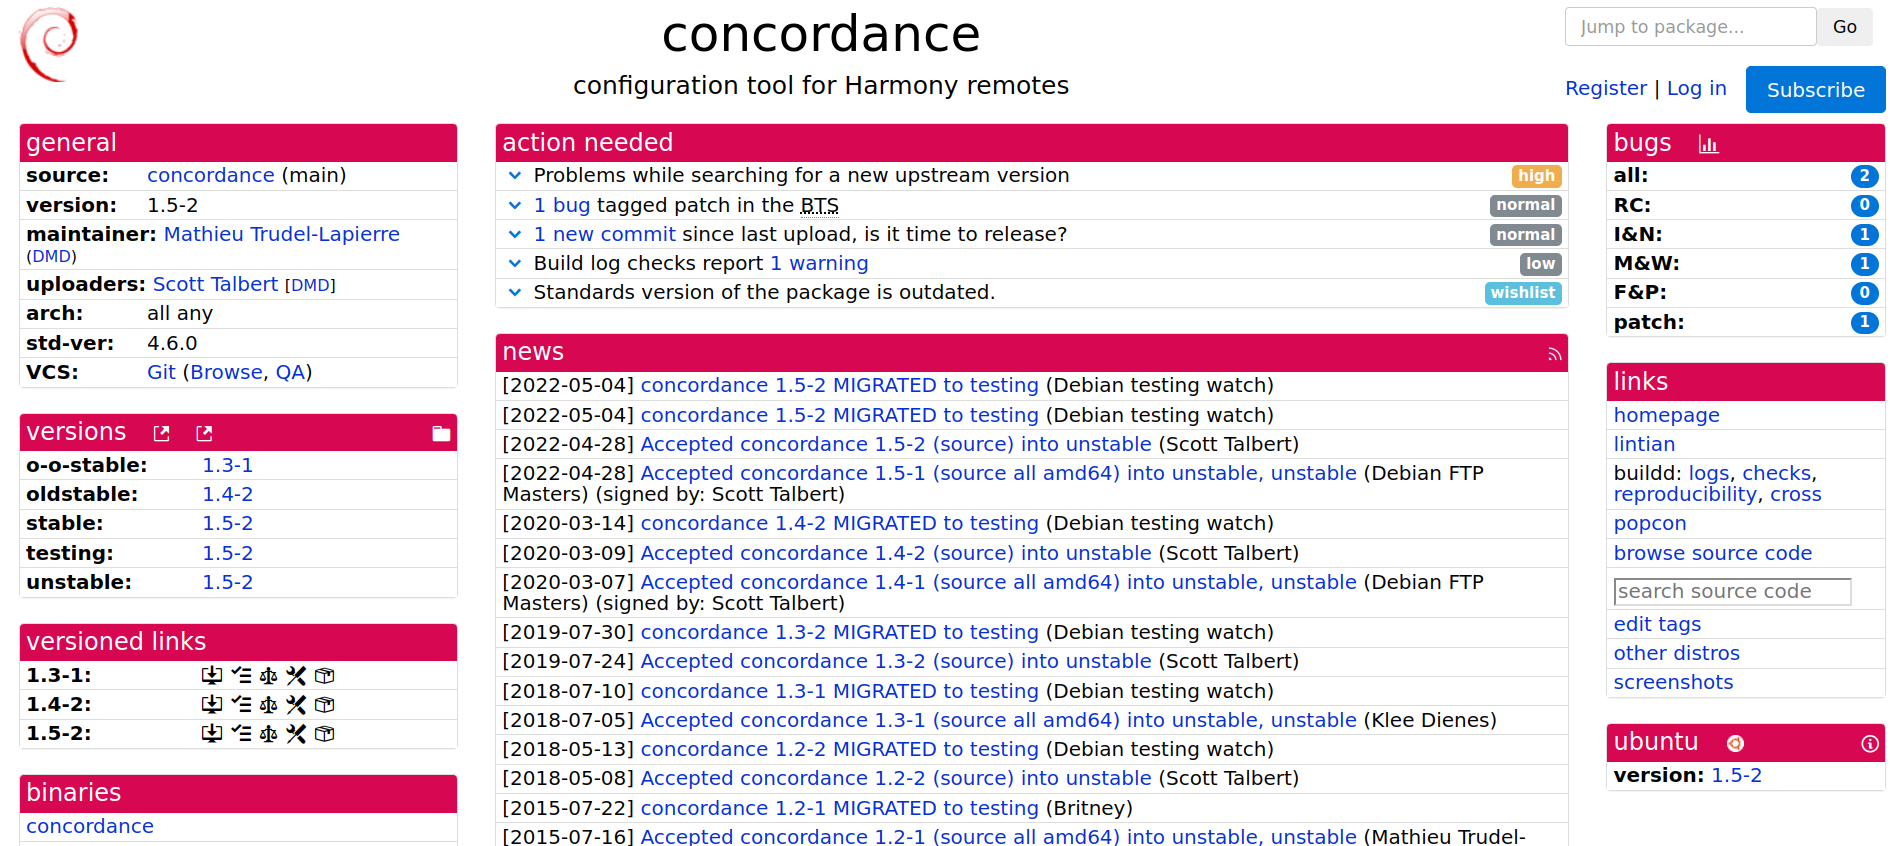 concordance
configuration tool for Harmony remotes
Jump to package...
Go
Register | Log in
Subscribe
general
source: concordance (main)
version: 1.5-2
maintainer: Mathieu Trudel-Lapierre
(DMD)
uploaders: Scott Talbert [DMD]
arch: all any
std-ver: 4.6.0
VCS: Git (Browse, QA)
versions
o-o-stable: 1.3-1
oldstable: 1.4-2
stable: 1.5-2
testing: 1.5-2
unstable: 1.5-2
versioned links
1.3-1:
1.4-2:
1.5-2:
binaries
concordance
action needed
Problems while searching for a new upstream version high
1 bug tagged patch in the BTS normal
1 new commit since last upload, is it time to release? normal
Build log checks report 1 warning low
Standards version of the package is outdated. wishlist
news
[2022-05-04] concordance 1.5-2 MIGRATED to testing (Debian testing watch)
[2022-05-04] concordance 1.5-2 MIGRATED to testing (Debian testing watch)
[2022-04-28] Accepted concordance 1.5-2 (source) into unstable (Scott Talbert)
[2022-04-28] Accepted concordance 1.5-1 (source all amd64) into unstable, unstable (Debian FTP
Masters) (signed by: Scott Talbert)
[2020-03-14] concordance 1.4-2 MIGRATED to testing (Debian testing watch)
[2020-03-09] Accepted concordance 1.4-2 (source) into unstable (Scott Talbert)
[2020-03-07] Accepted concordance 1.4-1 (source all amd64) into unstable, unstable (Debian FTP
Masters) (signed by: Scott Talbert)
[2019-07-30] concordance 1.3-2 MIGRATED to testing (Debian testing watch)
[2019-07-24] Accepted concordance 1.3-2 (source) into unstable (Scott Talbert)
[2018-07-10] concordance 1.3-1 MIGRATED to testing (Debian testing watch)
[2018-07-05] Accepted concordance 1.3-1 (source all amd64) into unstable, unstable (Klee Dienes)
[2018-05-13] concordance 1.2-2 MIGRATED to testing (Debian testing watch)
[2018-05-08] Accepted concordance 1.2-2 (source) into unstable (Scott Talbert)
[2015-07-22] concordance 1.2-1 MIGRATED to testing (Britney)
[2015-07-16] Accepted concordance 1.2-1 (source all amd64) into unstable, unstable (Mathieu Trudel-
bugs
all: 2
RC: 0
I&N: 1
M&W: 1
F&P: 0
patch: 1
links
homepage
lintian
buildd: logs, checks,
reproducibility, cross
popcon
browse source code
search source code
edit tags
other distros
screenshots
ubuntu
version: 1.5-2